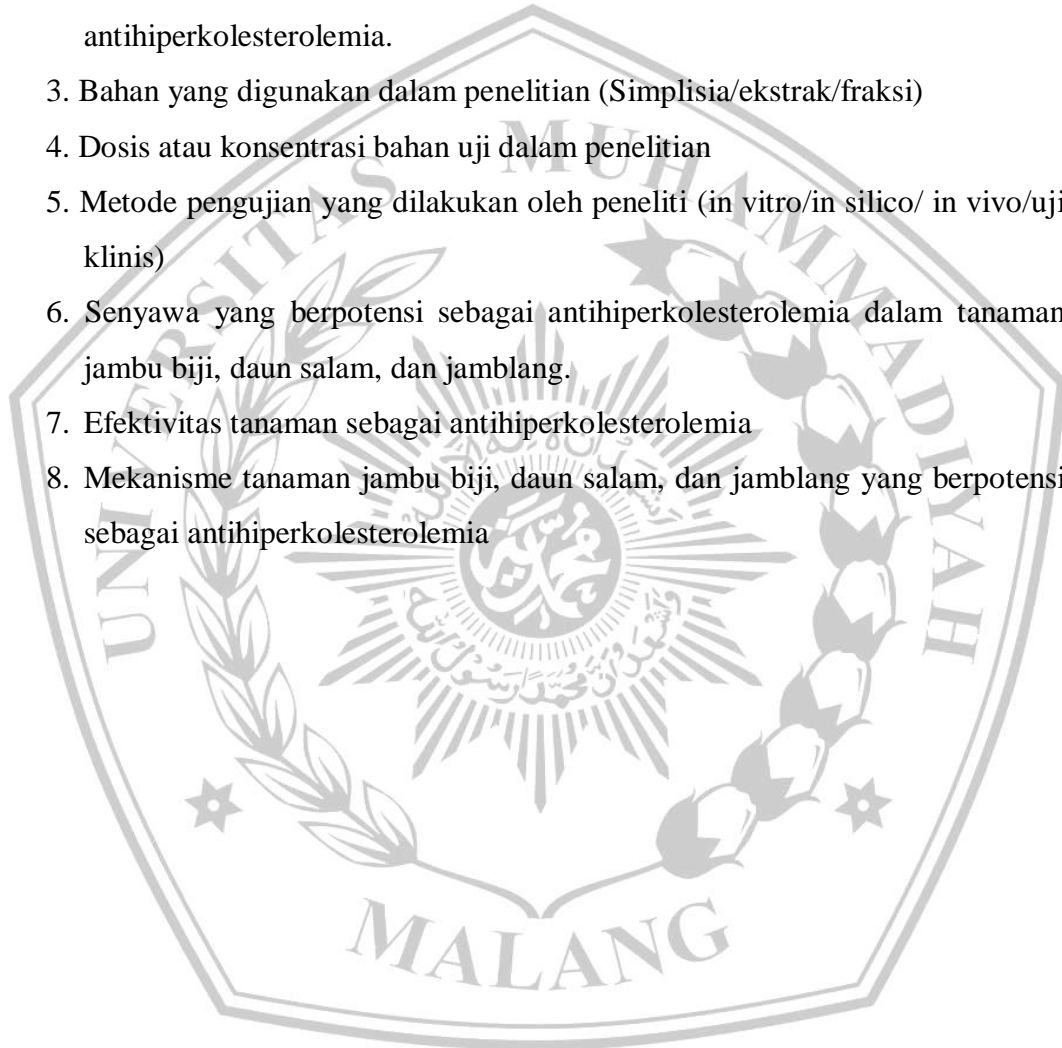 antihiperkolesterolemia.
3. Bahan yang digunakan dalam penelitian (Simplisia/ekstrak/fraksi)
4. Dosis atau konsentrasi bahan uji dalam penelitian
5. Metode pengujian yang dilakukan oleh peneliti (in vitro/in silico/ in vivo/uji
klinis)
6. Senyawa yang berpotensi sebagai antihiperkolesterolemia dalam tanaman
jambu biji, daun salam, dan jamblang.
7. Efektivitas tanaman sebagai antihiperkolesterolemia
8. Mekanisme tanaman jambu biji, daun salam, dan jamblang yang berpotensi
sebagai antihiperkolesterolemia
UNIVERSITAS MUHAMMADIYAH
MALANG